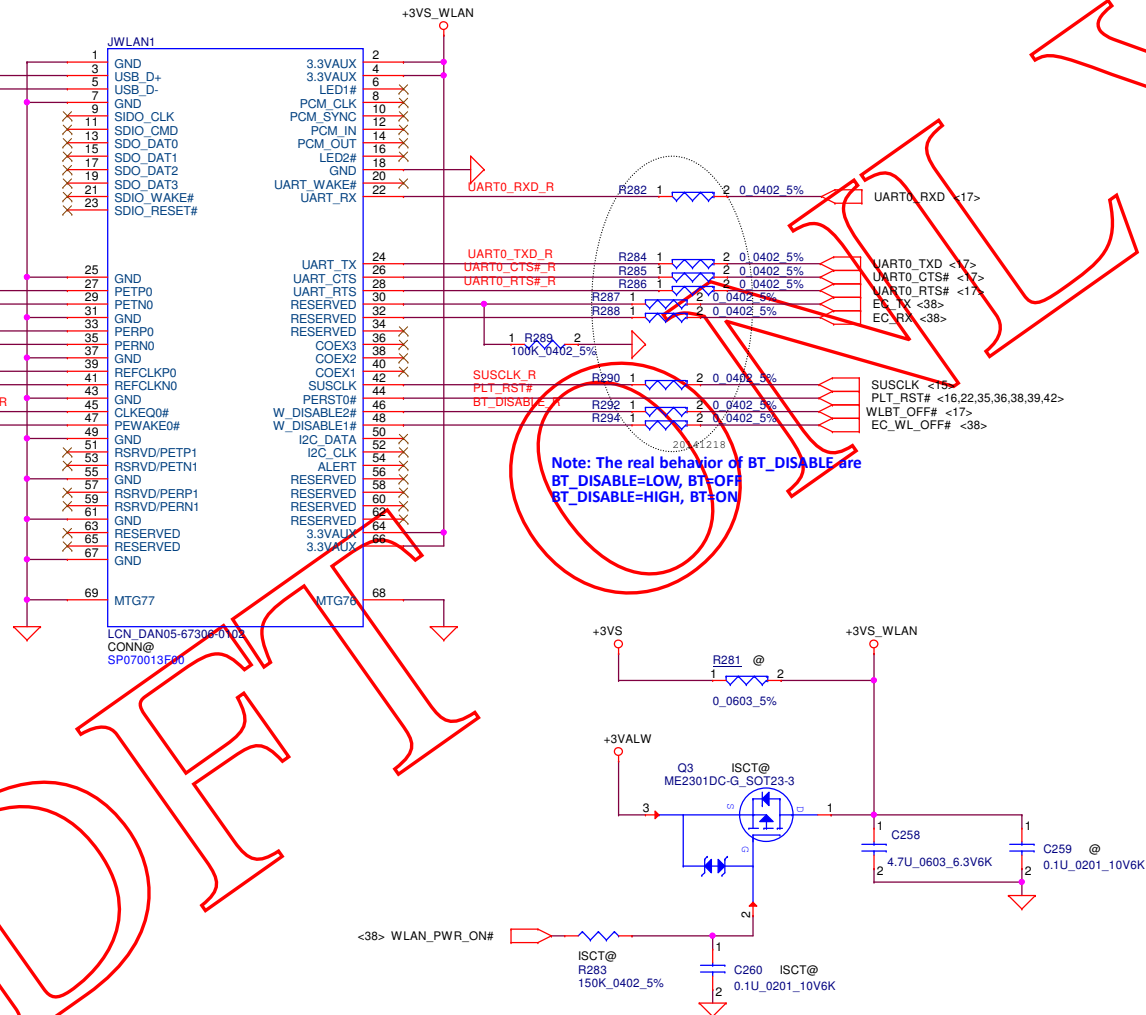 +3VS_WLAN
JWLAN1
1 GND 3.3VAUX 2
3 USB_D+ 3.3VAUX 4
5 USB_D- LED1# 6
7 GND PCM_CLK 8
9 SIDO_CLK PCM_SYNC 10
11 SDIO_CMD PCM_IN 12
13 SDO_DAT0 PCM_OUT 14
15 SDO_DAT1 LED2# 16
17 SDO_DAT2 GND 18
19 SDO_DAT3 UART_WAKE# 20
21 SDIO_WAKE# UART_RX 22 UART0_RXD_R R282 1 2 0_0402_5% UART0_RXD <17>
23 SDIO_RESET#
UART_TX 24 UART0_TXD_R R284 1 2 0_0402_5% UART0_TXD <17>
25 GND UART_CTS 26 UART0_CTS#_R R285 1 2 0_0402_5% UART0_CTS# <17>
27 PETP0 UART_RTS 28 UART0_RTS#_R R286 1 2 0_0402_5% UART0_RTS# <17>
29 PETN0 RESERVED 30 R287 1 2 0_0402_5% EC_TX <38>
31 GND RESERVED 32 R288 1 2 0_0402_5% EC_RX <38>
33 PERP0 RESERVED 34
35 PERN0 COEX3 36 1 R289 2
100K_0402_5%
37 GND COEX2 38
39 REFCLKP0 COEX1 40
41 REFCLKN0 SUSCLK 42 SUSCLK_R R290 1 2 0_0402_5% SUSCLK <15>
43 GND PERST0# 44 PLT_RST# PLT_RST# <16,22,35,36,38,39,42>
R 45 CLKEQ0# W_DISABLE2# 46 BT_DISABLE_R R292 1 2 0_0402_5% WLBT_OFF# <17>
47 PEWAKE0# W_DISABLE1# 48 R294 1 2 0_0402_5% EC_WL_OFF# <38>
49 GND I2C_DATA 50
51 RSRVD/PETP1 I2C_CLK 52
53 RSRVD/PETN1 ALERT 54
55 GND RESERVED 56
57 RSRVD/PERP1 RESERVED 58
59 RSRVD/PERN1 RESERVED 60
61 GND RESERVED 62
63 RESERVED 3.3VAUX 64
65 RESERVED 3.3VAUX 66
67 GND
69 MTG77 MTG76 68
20141218
Note: The real behavior of BT_DISABLE are
BT_DISABLE=LOW, BT=OFF
BT_DISABLE=HIGH, BT=ON
LCN_DAN05-67306-0102
CONN@
SP070013F00
+3VS +3VS_WLAN
R281 @
1 2
0_0603_5%
+3VALW
Q3 ISCT@
ME2301DC-G_SOT23-3
3 S D 1
G
2
1 C258
2 4.7U_0603_6.3V6K
1 C259 @
2 0.1U_0201_10V6K
<38> WLAN_PWR_ON#
ISCT@
R283
150K_0402_5%
1
C260 ISCT@
2 0.1U_0201_10V6K
DFT ONLY